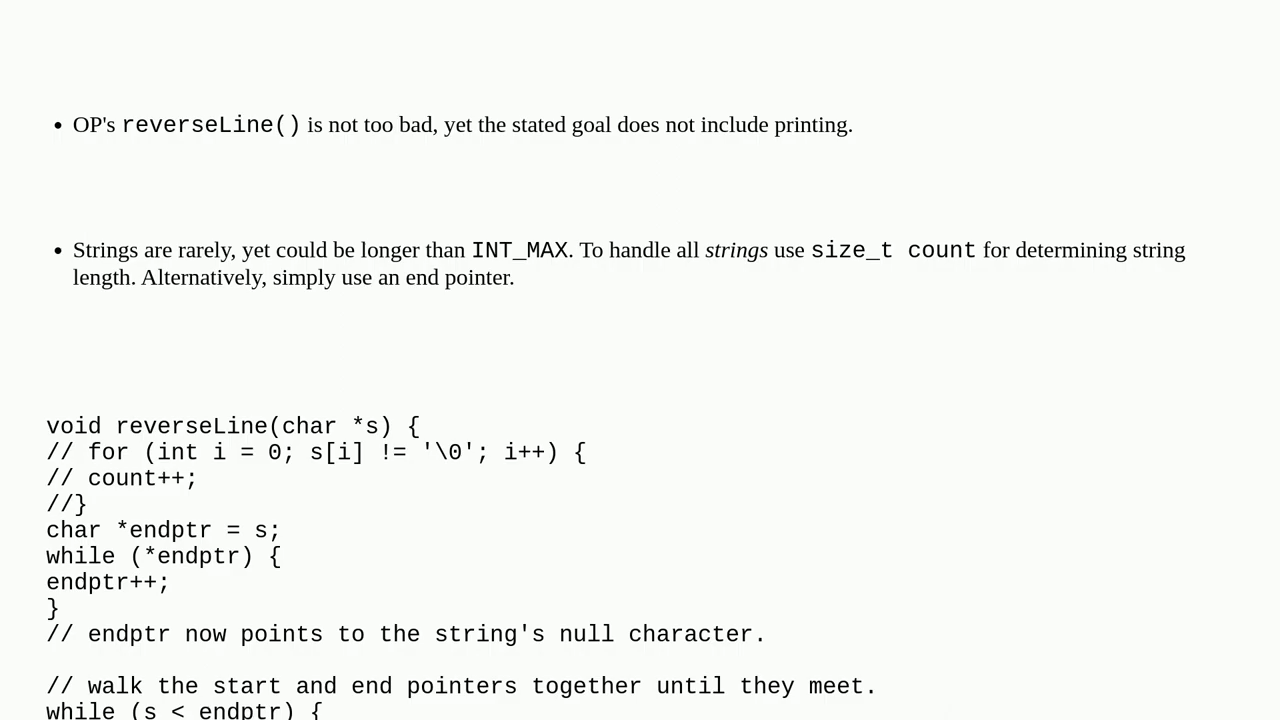 • OP's reverseLine() is not too bad, yet the stated goal does not include printing.
• Strings are rarely, yet could be longer than INT_MAX. To handle all strings use size_t count for determining string
length. Alternatively, simply use an end pointer.
void reverseLine(char *s) {
// for (int i = 0; s[i] != '\0'; i++) {
// count++;
//}
char *endptr = s;
while (*endptr) {
endptr++;
}
// endptr now points to the string's null character.
// walk the start and end pointers together until they meet.
while (s < endptr) {